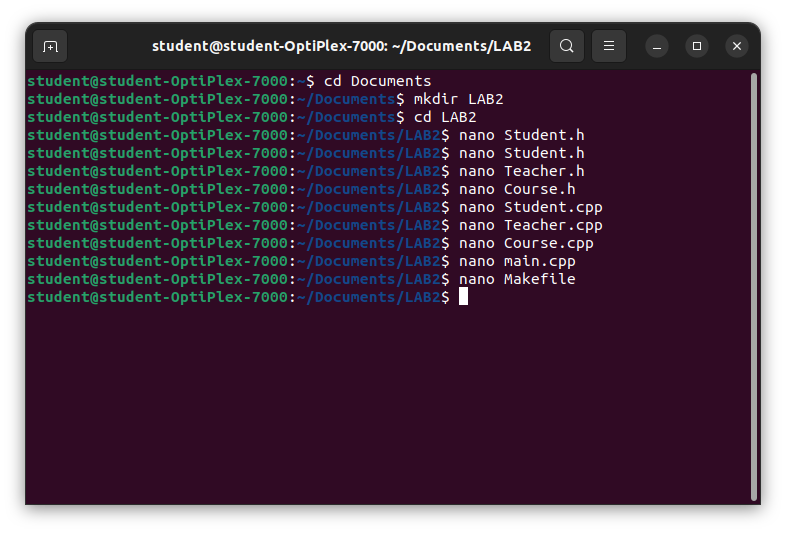 student@student-OptiPlex-7000: ~/Documents/LAB2
student@student-OptiPlex-7000:~$ cd Documents
student@student-OptiPlex-7000:~/Documents$ mkdir LAB2
student@student-OptiPlex-7000:~/Documents$ cd LAB2
student@student-OptiPlex-7000:~/Documents/LAB2$ nano Student.h
student@student-OptiPlex-7000:~/Documents/LAB2$ nano Student.h
student@student-OptiPlex-7000:~/Documents/LAB2$ nano Teacher.h
student@student-OptiPlex-7000:~/Documents/LAB2$ nano Course.h
student@student-OptiPlex-7000:~/Documents/LAB2$ nano Student.cpp
student@student-OptiPlex-7000:~/Documents/LAB2$ nano Teacher.cpp
student@student-OptiPlex-7000:~/Documents/LAB2$ nano Course.cpp
student@student-OptiPlex-7000:~/Documents/LAB2$ nano main.cpp
student@student-OptiPlex-7000:~/Documents/LAB2$ nano Makefile
student@student-OptiPlex-7000:~/Documents/LAB2$